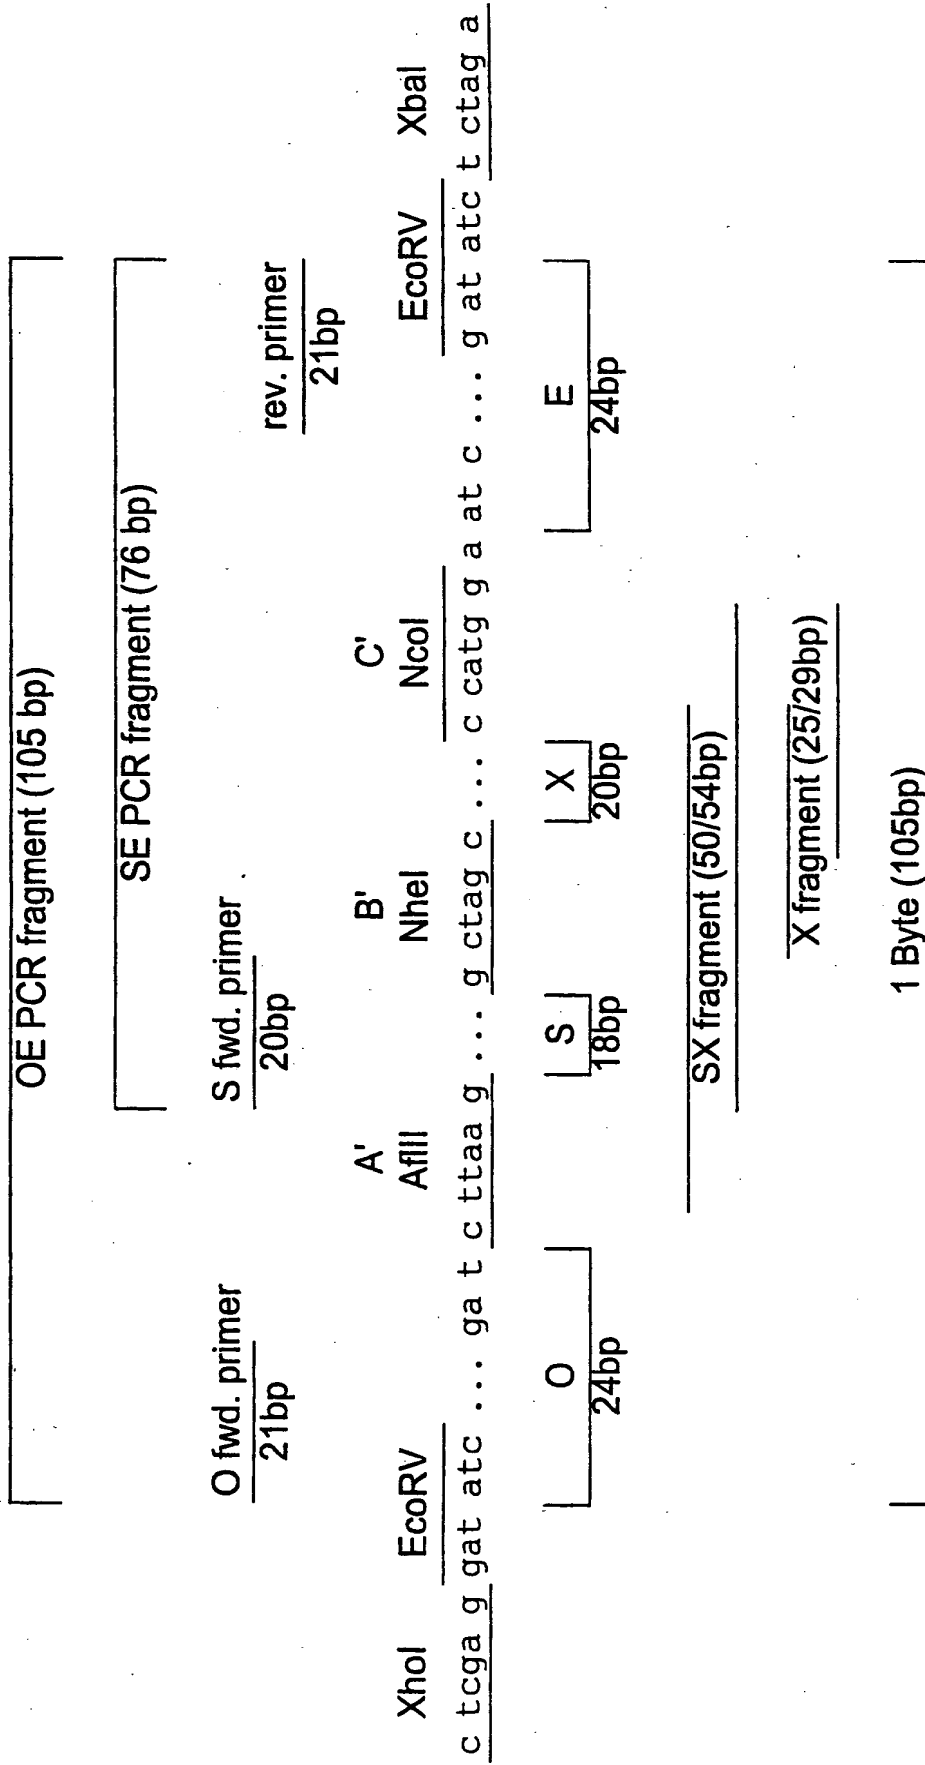 OE PCR fragment (105 bp)
SE PCR fragment (76 bp)
O fwd. primer
21bp
S fwd. primer
20bp
rev. primer
21bp
A'
B'
C'
XhoI
EcoRV
AflII
NheI
NcoI
EcoRV
XbaI
c tcga g gat atc ... ga t c ttaa g ... g ctag c ... c catg g a at c ... g at atc t ctag a
O
24bp
S
18bp
X
20bp
E
24bp
SX fragment (50/54bp)
X fragment (25/29bp)
1 Byte (105bp)